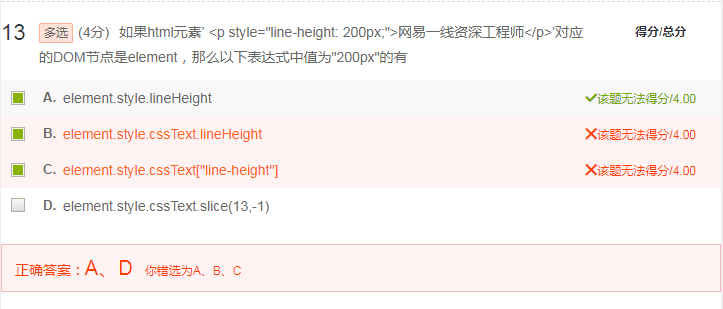 13 多选 (4分) 如果html元素' <p style="line-height: 200px;">网易一线资深工程师</p>'对应 得分/总分
的DOM节点是element，那么以下表达式中值为"200px"的有
A. element.style.lineHeight 该题无法得分/4.00
B. element.style.cssText.lineHeight 该题无法得分/4.00
C. element.style.cssText["line-height"] 该题无法得分/4.00
D. element.style.cssText.slice(13,-1)
正确答案：A、D 你错选为A、B、C